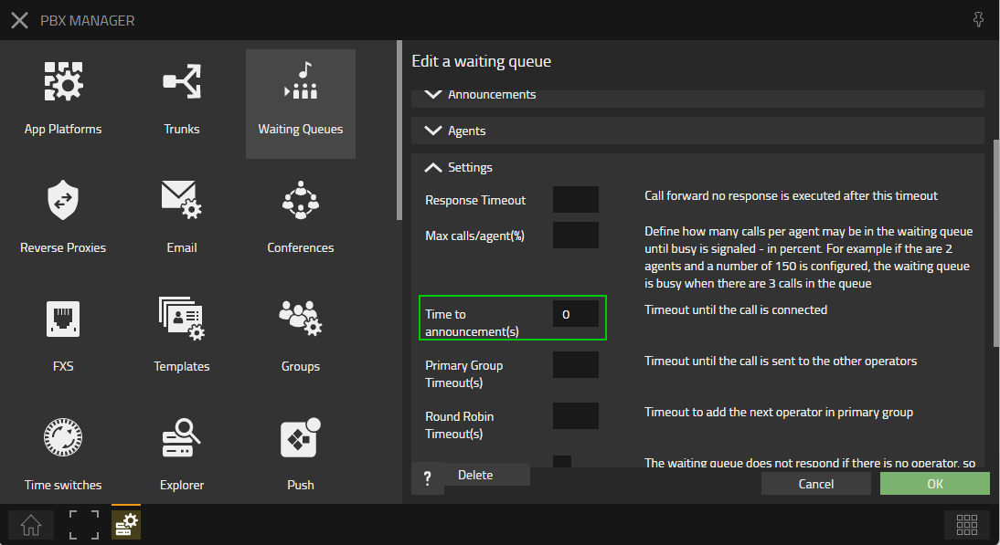 PBX MANAGER
App Platforms
Trunks
Waiting Queues
Reverse Proxies
Email
Conferences
FXS
Templates
Groups
Time switches
Explorer
Push
Edit a waiting queue
Announcements
Agents
Settings
Response Timeout
Call forward no response is executed after this timeout
Max calls/agent(%)
Define how many calls per agent may be in the waiting queue
until busy is signaled - in percent. For example if the are 2
agents and a number of 150 is configured, the waiting queue
is busy when there are 3 calls in the queue
Time to
announcement(s)
0
Timeout until the call is connected
Primary Group
Timeout(s)
Timeout until the call is sent to the other operators
Round Robin
Timeout(s)
Timeout to add the next operator in primary group
The waiting queue does not respond if there is no operator, so
?
Delete
Cancel
OK